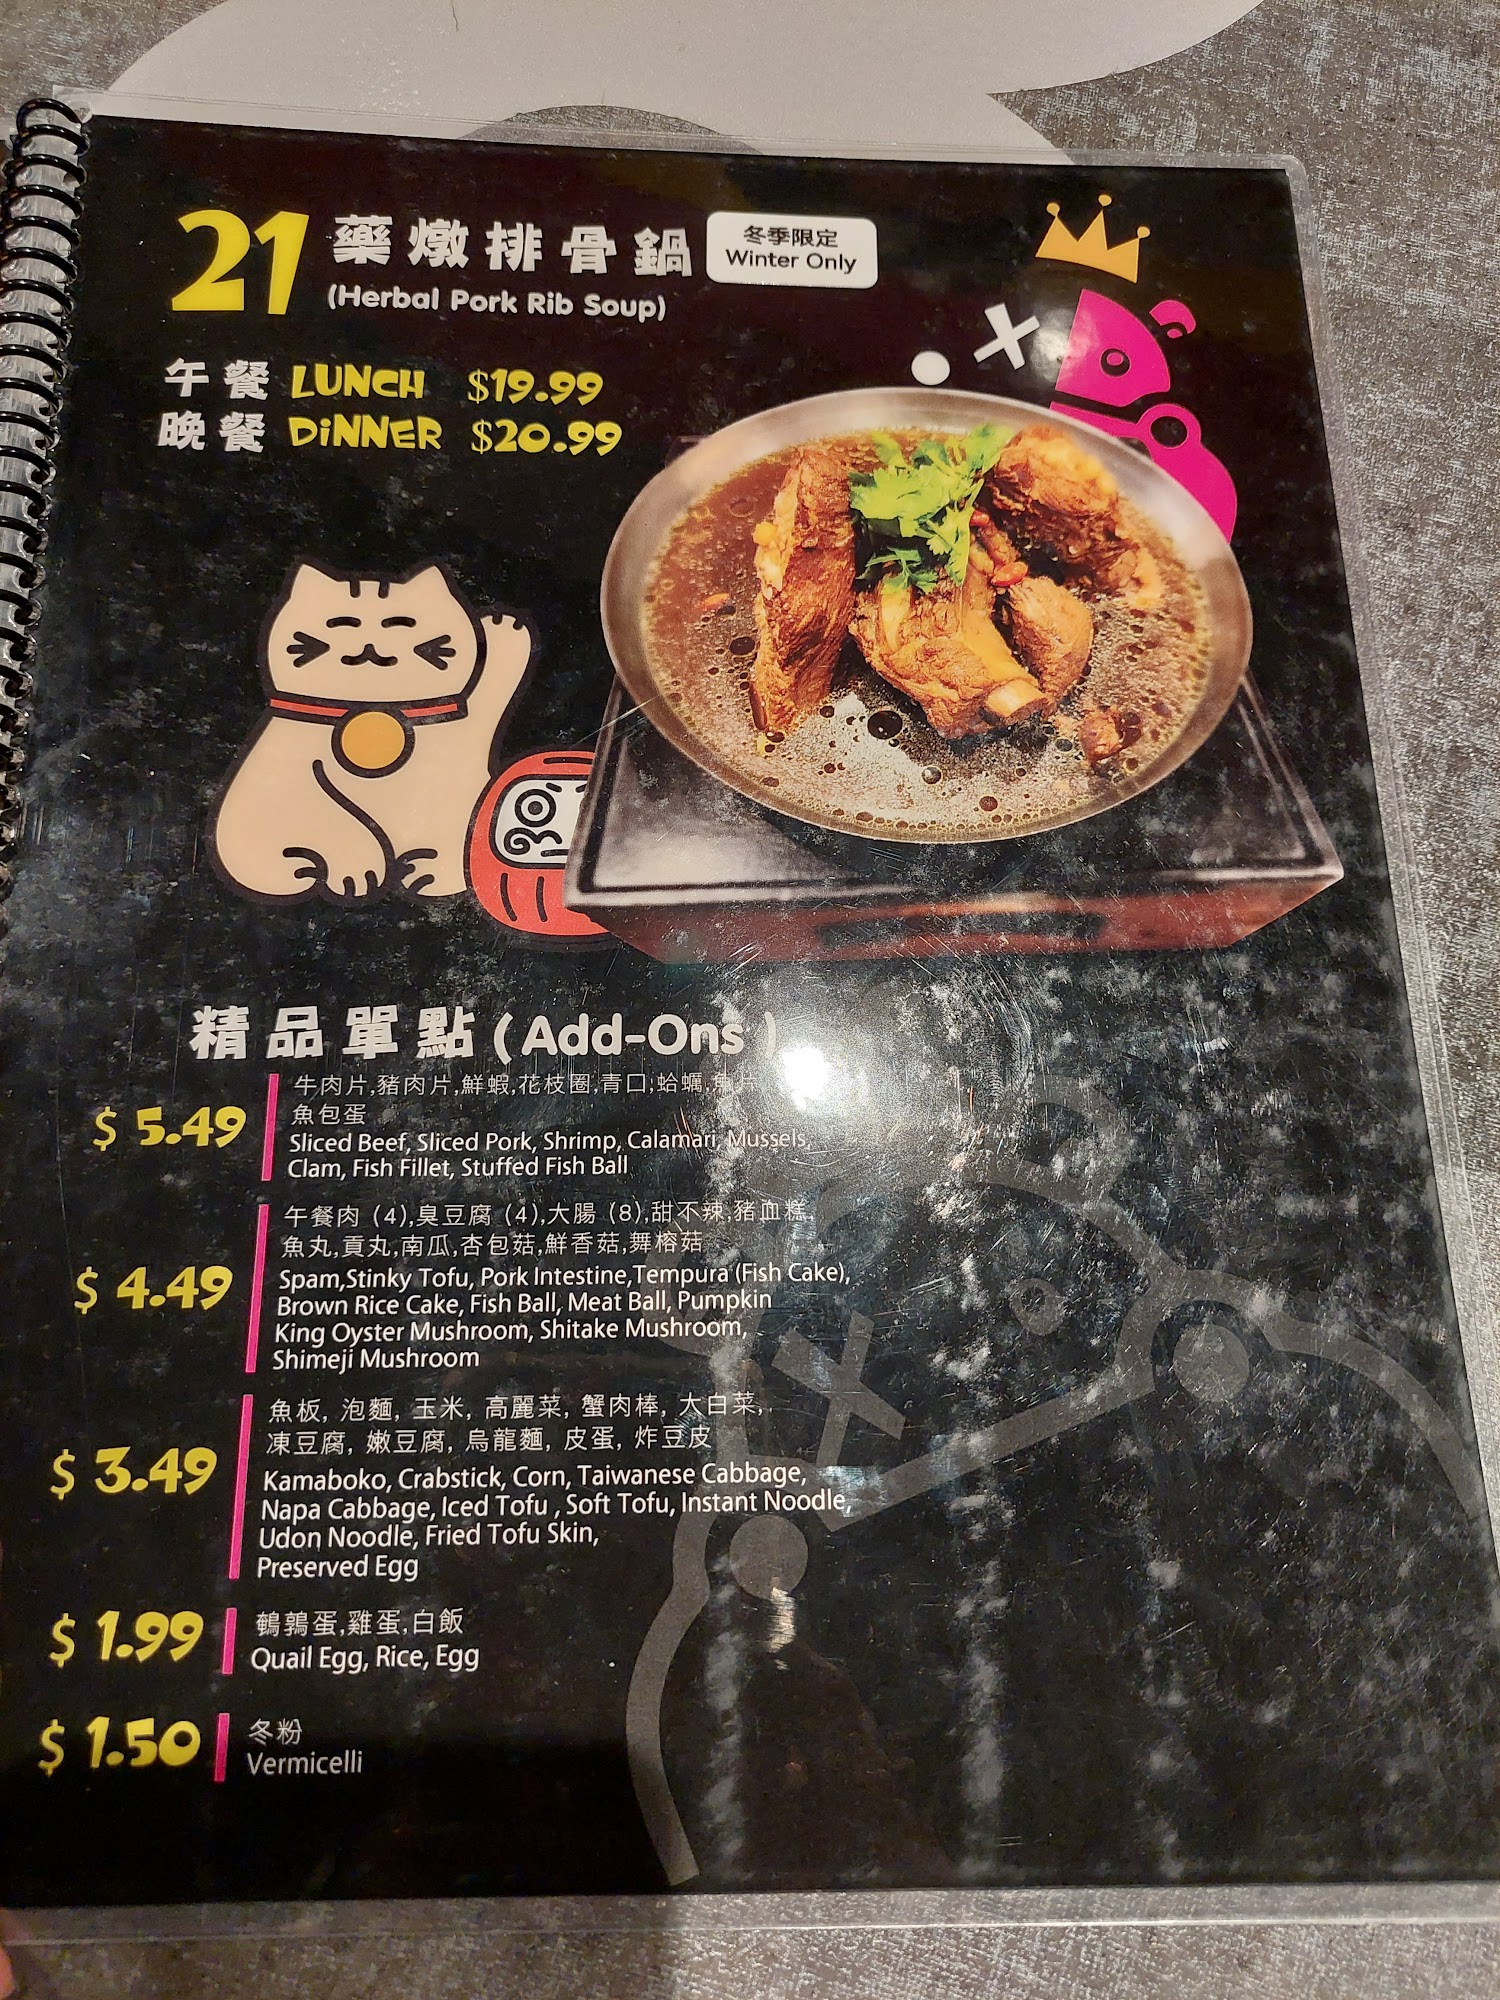 21 藥燉排骨鍋 冬季限定
Winter Only
(Herbal Pork Rib Soup)
午餐 LUNCH $19.99
晚餐 DiNNER $20.99
精品單點 (Add-Ons)
$ 5.49
牛肉片,豬肉片,鮮蝦,花枝圈,青口,蛤蠣,魚片
魚包蛋
Sliced Beef, Sliced Pork, Shrimp, Calamari, Mussels,
Clam, Fish Fillet, Stuffed Fish Ball
$ 4.49
午餐肉 (4),臭豆腐 (4),大腸 (8),甜不辣,豬血糕,
魚丸,貢丸,南瓜,杏包菇,鮮香菇,舞榕菇
Spam,Stinky Tofu, Pork Intestine,Tempura (Fish Cake),
Brown Rice Cake, Fish Ball, Meat Ball, Pumpkin
King Oyster Mushroom, Shitake Mushroom,
Shimeji Mushroom
$ 3.49
魚板, 泡麵, 玉米, 高麗菜, 蟹肉棒, 大白菜,
凍豆腐, 嫩豆腐, 烏龍麵, 皮蛋, 炸豆皮
Kamaboko, Crabstick, Corn, Taiwanese Cabbage,
Napa Cabbage, Iced Tofu , Soft Tofu, Instant Noodle,
Udon Noodle, Fried Tofu Skin,
Preserved Egg
$ 1.99
鵪鶉蛋,雞蛋,白飯
Quail Egg, Rice, Egg
$ 1.50
冬粉
Vermicelli